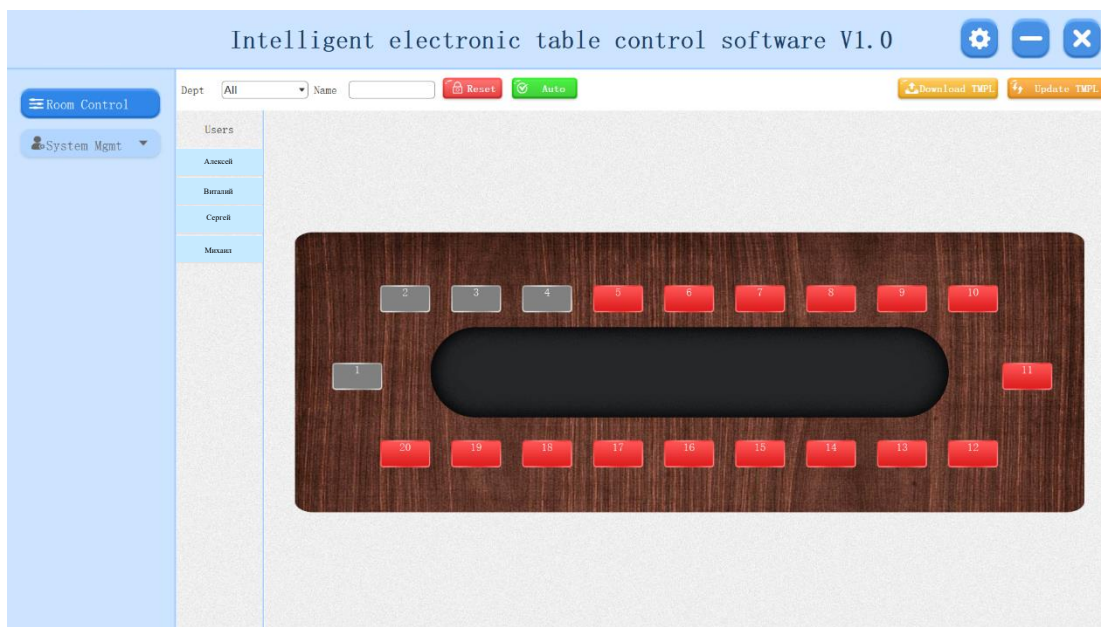 Intelligent electronic table control software V1.0
Room Control
System Mgmt
Dept All Name Reset Auto Download TMPL Update TMPL
Users
Алексей
Виталий
Сергей
Михаил
2 3 4 5 6 7 8 9 10
1 11
20 19 18 17 16 15 14 13 12